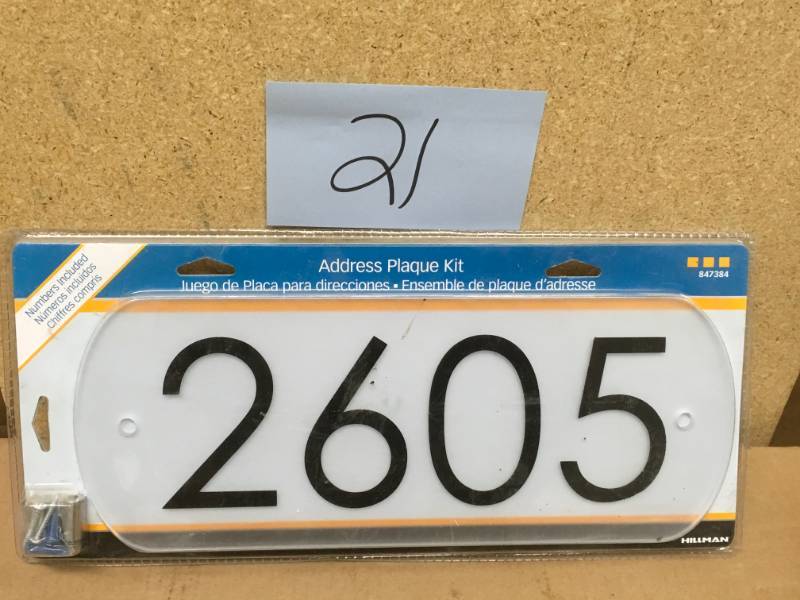 21
Numbers Included
Números incluidos
Chiffres compris
Address Plaque Kit
Juego de Placa para direcciones ▪ Ensemble de plaque d'adresse
847384
2605
HILLMAN